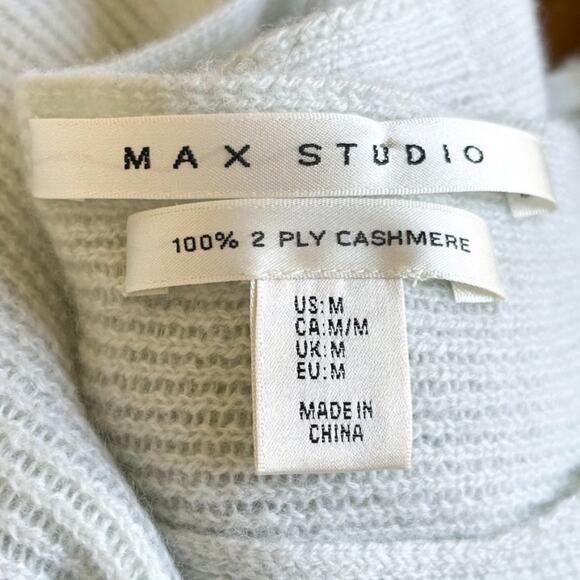 MAX STUDIO
100% 2 PLY CASHMERE
US:M
CA:M/M
UK:M
EU:M
MADE IN
CHINA